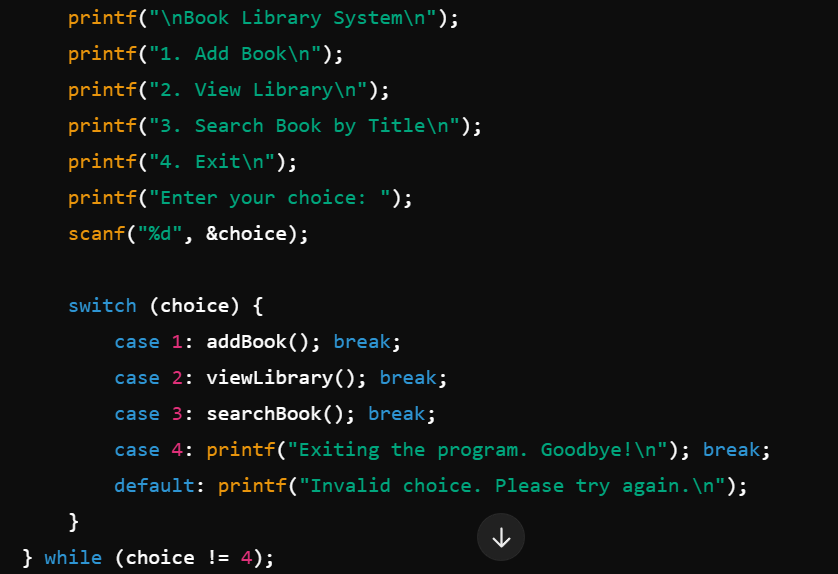 printf("\nBook Library System\n");
printf("1. Add Book\n");
printf("2. View Library\n");
printf("3. Search Book by Title\n");
printf("4. Exit\n");
printf("Enter your choice: ");
scanf("%d", &choice);
switch (choice) {
case 1: addBook(); break;
case 2: viewLibrary(); break;
case 3: searchBook(); break;
case 4: printf("Exiting the program. Goodbye!\n"); break;
default: printf("Invalid choice. Please try again.\n");
}
} while (choice != 4);